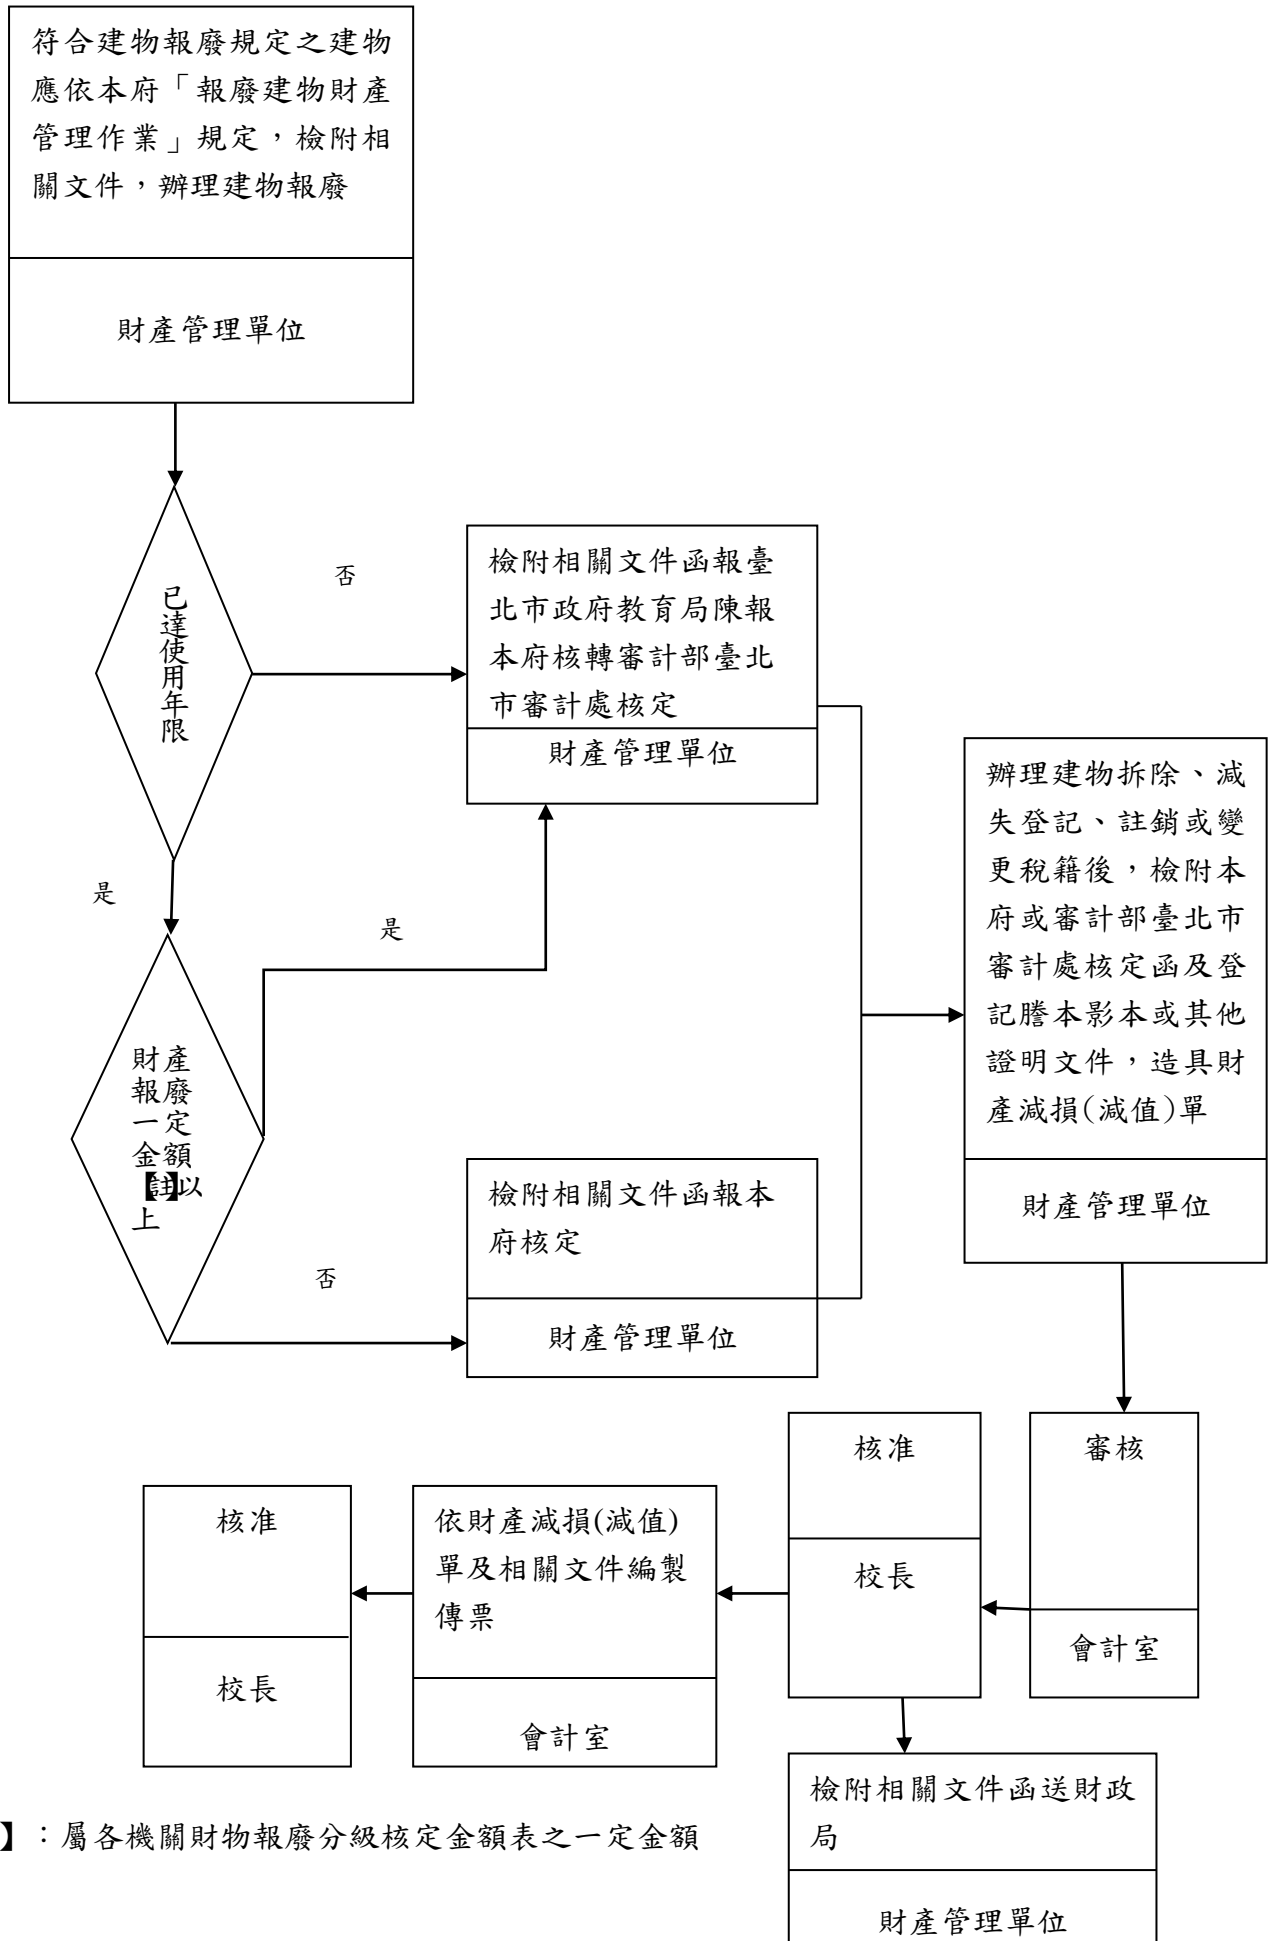 符合建物報廢規定之建物
應依本府「報廢建物財產
管理作業」規定，檢附相
關文件，辦理建物報廢
財產管理單位
已達使用年限
否
檢附相關文件函報臺
北市政府教育局陳報
本府核轉審計部臺北
市審計處核定
財產管理單位
是
是
財產
報廢
一定
金額
【註】以
上
否
檢附相關文件函報本
府核定
財產管理單位
辦理建物拆除、減
失登記、註銷或變
更稅籍後，檢附本
府或審計部臺北市
審計處核定函及登
記謄本影本或其他
證明文件，造具財
產減損(減值)單
財產管理單位
審核
會計室
核准
校長
依財產減損(減值)
單及相關文件編製
傳票
會計室
核准
校長
檢附相關文件函送財政
局
財產管理單位
】：屬各機關財物報廢分級核定金額表之一定金額